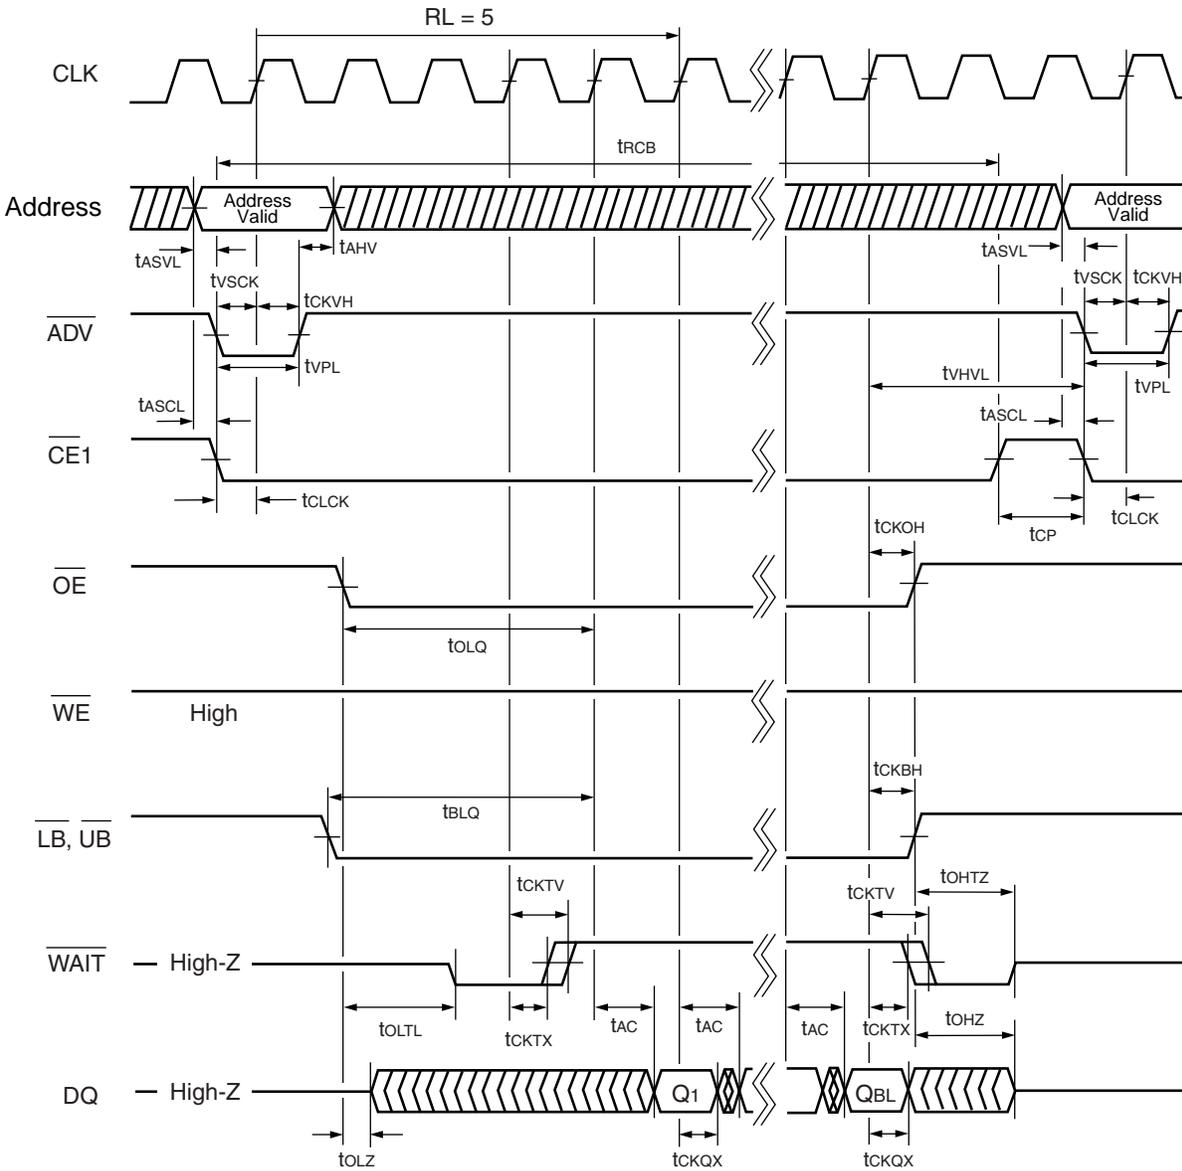 RL = 5
CLK
tRCB
Address
Address
Valid
Address
Valid
tASVL
tAHV
tASVL
tVSCK
tCKVH
tVSCK
tCKVH
ADV
tVPL
tVHVL
tVPL
tASCL
tASCL
CE1
tCLCK
tCLCK
tCP
tCKOH
OE
tOLQ
WE
High
tCKBH
tBLQ
LB, UB
tCKTV
tCKTV
tOHTZ
WAIT
High-Z
tOLTL
tCKTX
tAC
tAC
tAC
tCKTX
tOHZ
DQ
High-Z
Q1
QBL
tOLZ
tCKQX
tCKQX